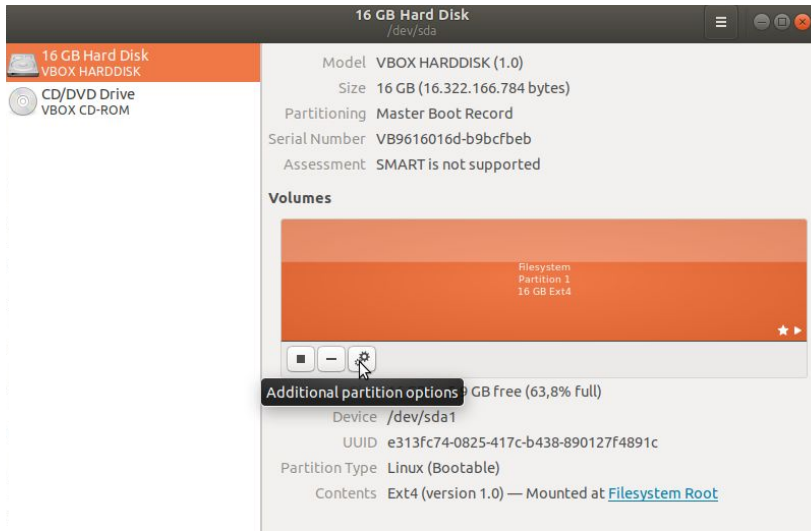 16 GB Hard Disk
/dev/sda
16 GB Hard Disk
VBOX HARDDISK
CD/DVD Drive
VBOX CD-ROM
Model VBOX HARDDISK (1.0)
Size 16 GB (16.322.166.784 bytes)
Partitioning Master Boot Record
Serial Number VB9616016d-b9bcfbeb
Assessment SMART is not supported
Volumes
Filesystem
Partition 1
16 GB Ext4
Additional partition options
GB free (63,8% full)
Device /dev/sda1
UUID e313fc74-0825-417c-b438-890127f4891c
Partition Type Linux (Bootable)
Contents Ext4 (version 1.0) — Mounted at Filesystem Root